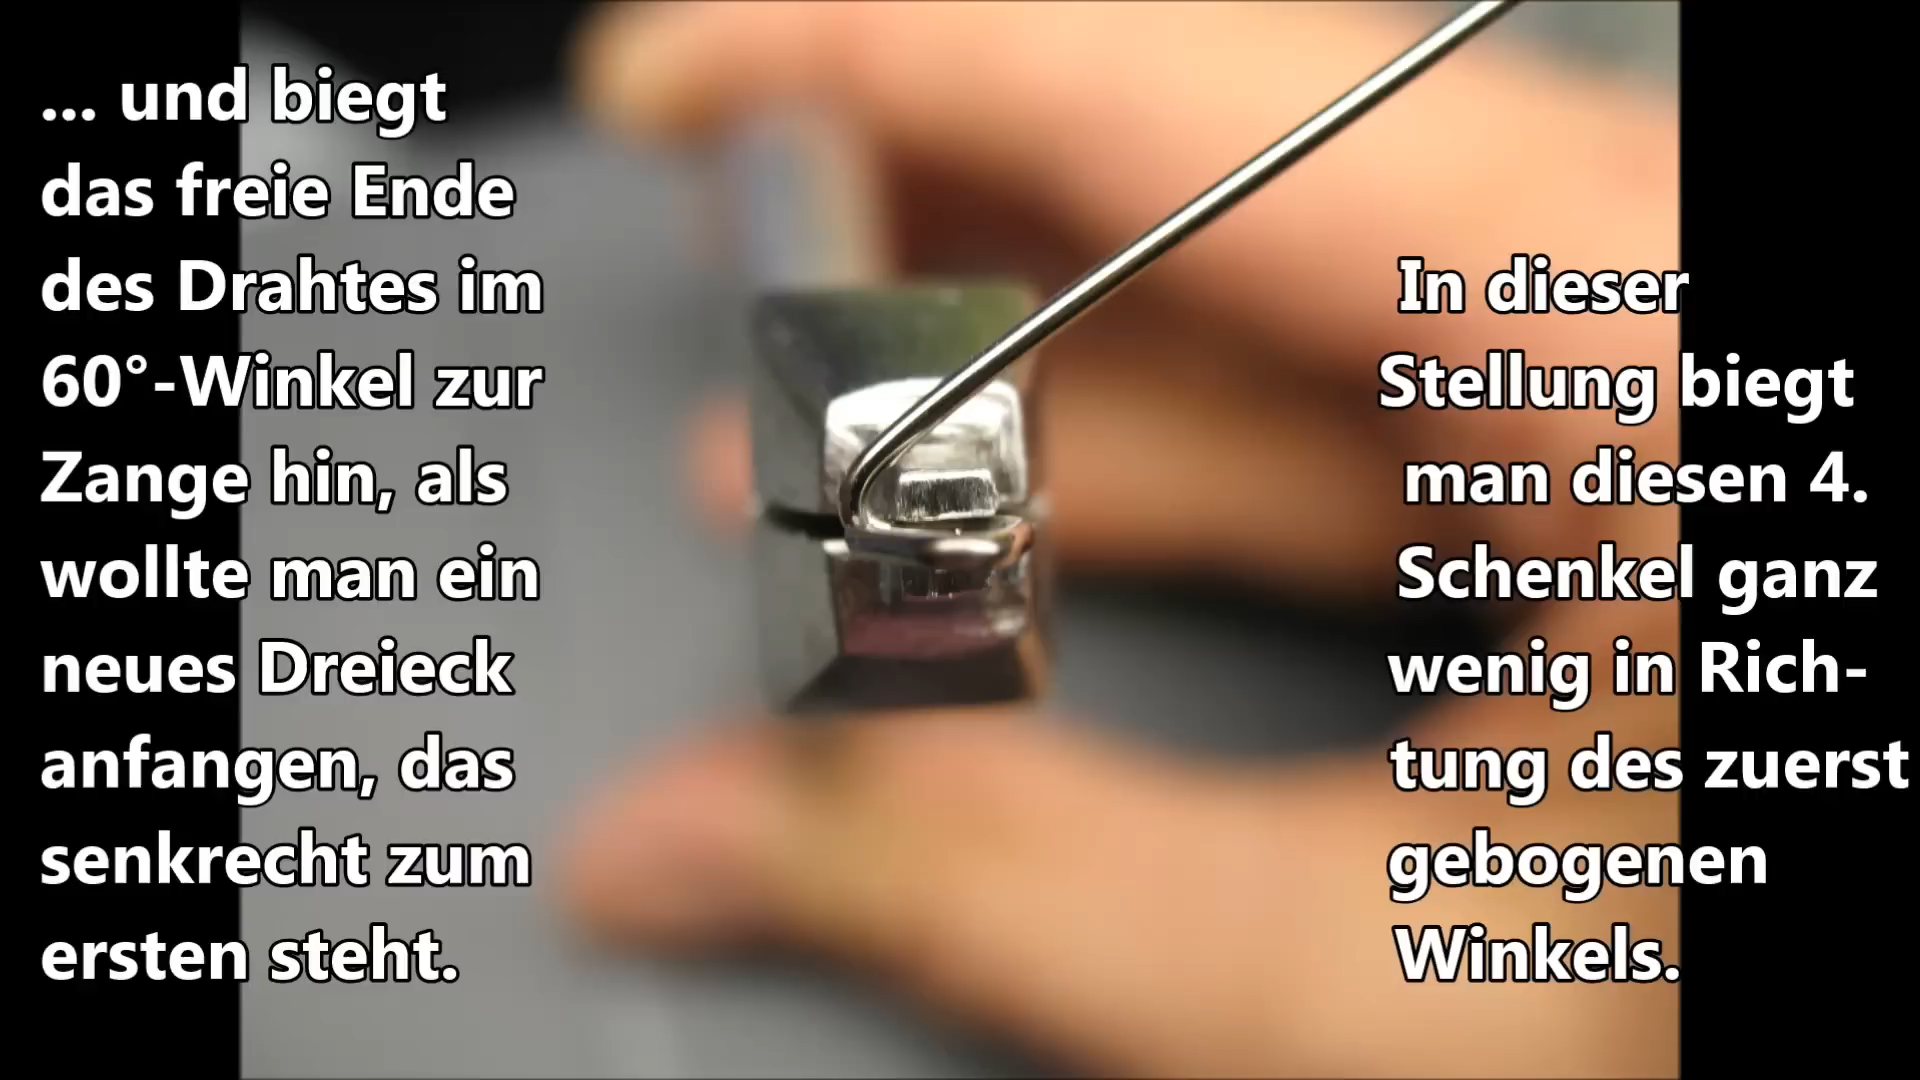 ... und biegt
das freie Ende
des Drahtes im
60°-Winkel zur
Zange hin, als
wollte man ein
neues Dreieck
anfangen, das
senkrecht zum
ersten steht.
In dieser
Stellung biegt
man diesen 4.
Schenkel ganz
wenig in Rich-
tung des zuerst
gebogenen
Winkels.